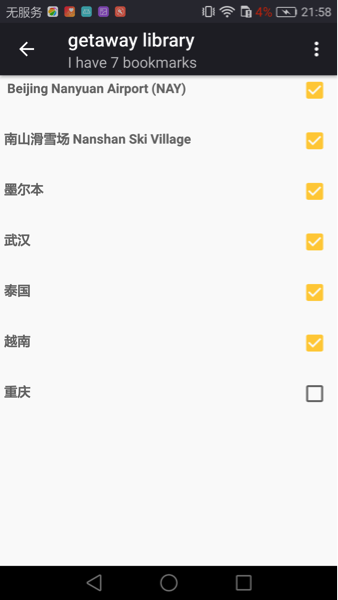 无服务 4% 21:58
getaway library
I have 7 bookmarks
Beijing Nanyuan Airport (NAY)
南山滑雪场 Nanshan Ski Village
墨尔本
武汉
泰国
越南
重庆